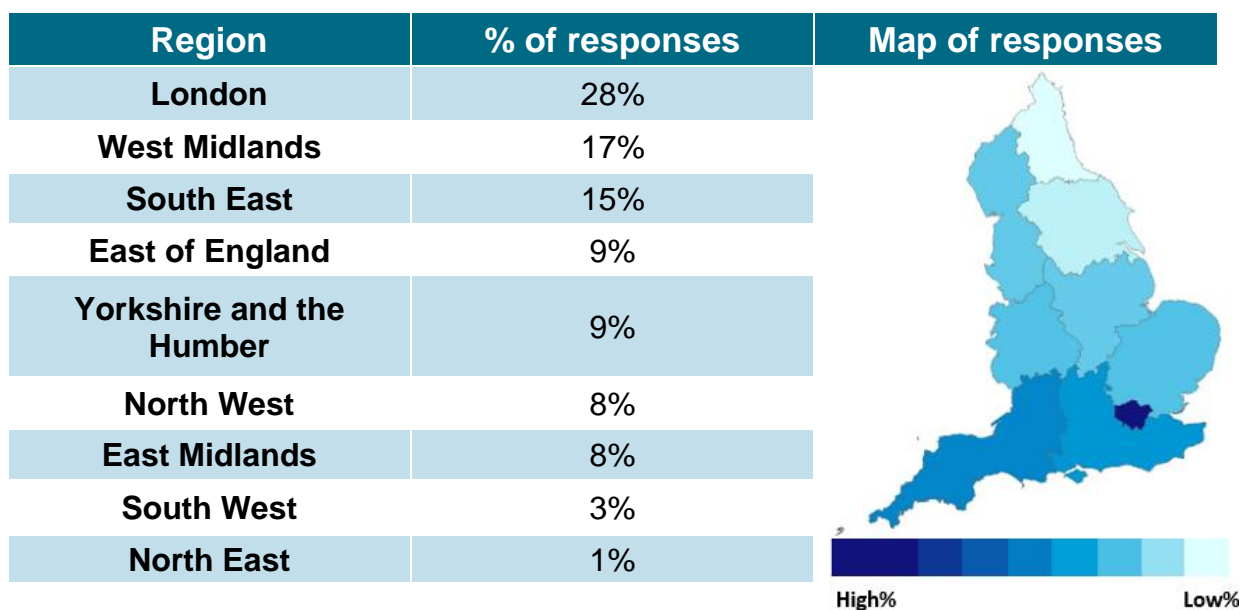 Region % of responses Map of responses
London 28%
West Midlands 17%
South East 15%
East of England 9%
Yorkshire and the
Humber 9%
North West 8%
East Midlands 8%
South West 3%
North East 1%
High% Low%